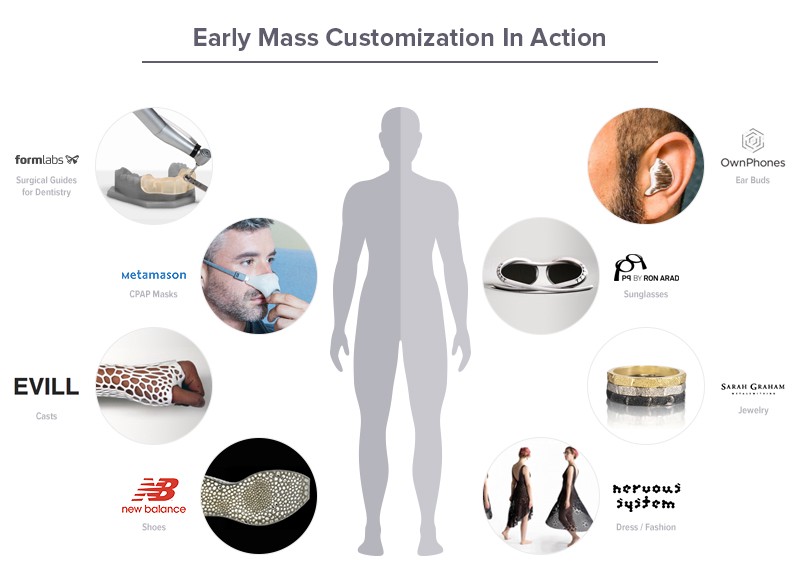 Early Mass Customization In Action
formlabs
Surgical Guides
for Dentistry
OwnPhones
Ear Buds
metamason
CPAP Masks
pq BY RON ARAD
Sunglasses
EVILL
Casts
SARAH GRAHAM
METALSMITHING
Jewelry
NB
new balance
Shoes
nervous
system
Dress / Fashion